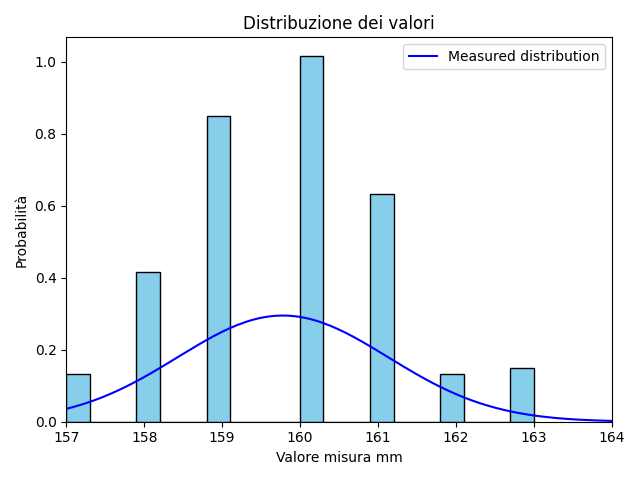 Distribuzione dei valori
Measured distribution
1.0
0.8
0.6
0.4
0.2
0.0
Probabilità
157 158 159 160 161 162 163 164
Valore misura mm